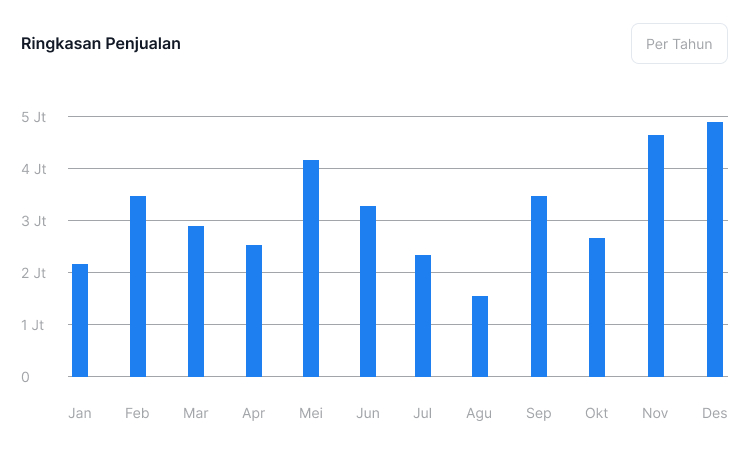 Ringkasan Penjualan
Per Tahun
5 Jt
4 Jt
3 Jt
2 Jt
1 Jt
0
Jan Feb Mar Apr Mei Jun Jul Agu Sep Okt Nov Des